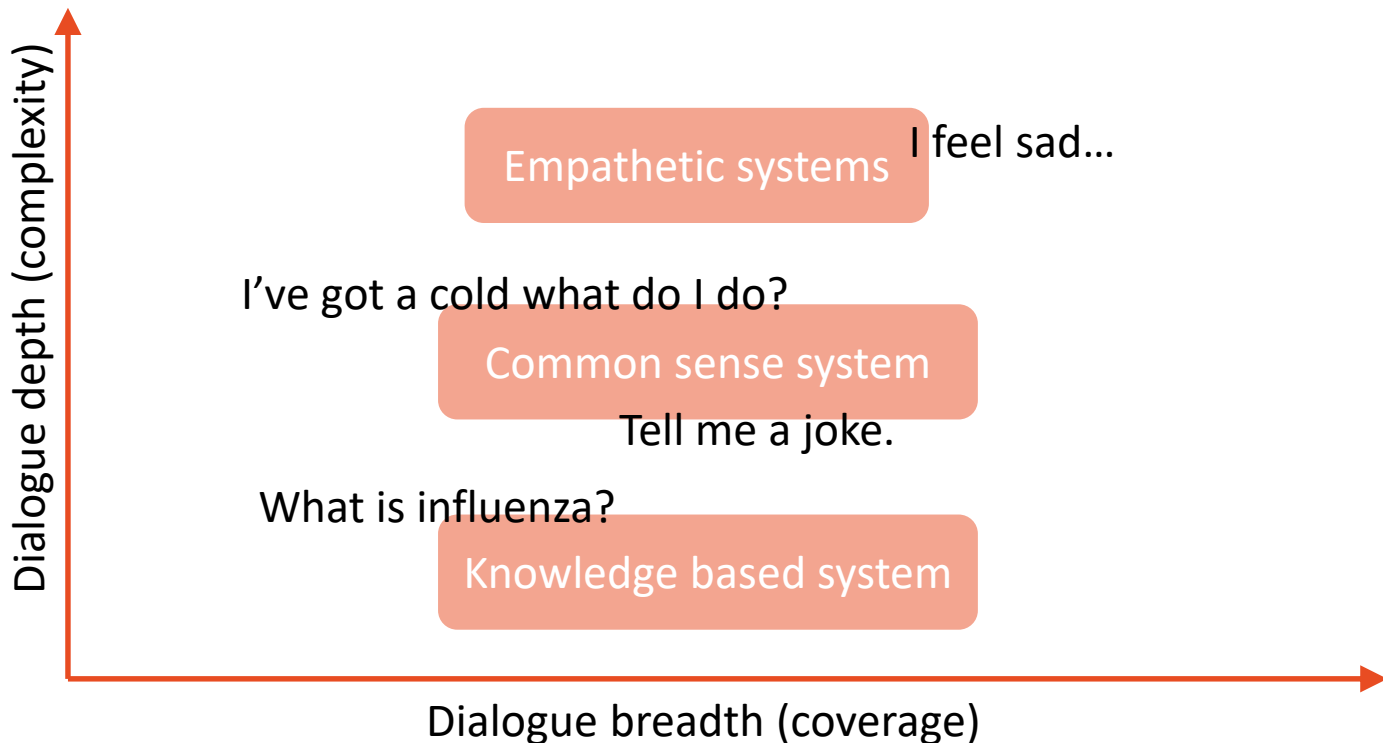 Dialogue depth (complexity)
Empathetic systems
I feel sad…
I’ve got a cold what do I do?
Common sense system
Tell me a joke.
What is influenza?
Knowledge based system
Dialogue breadth (coverage)